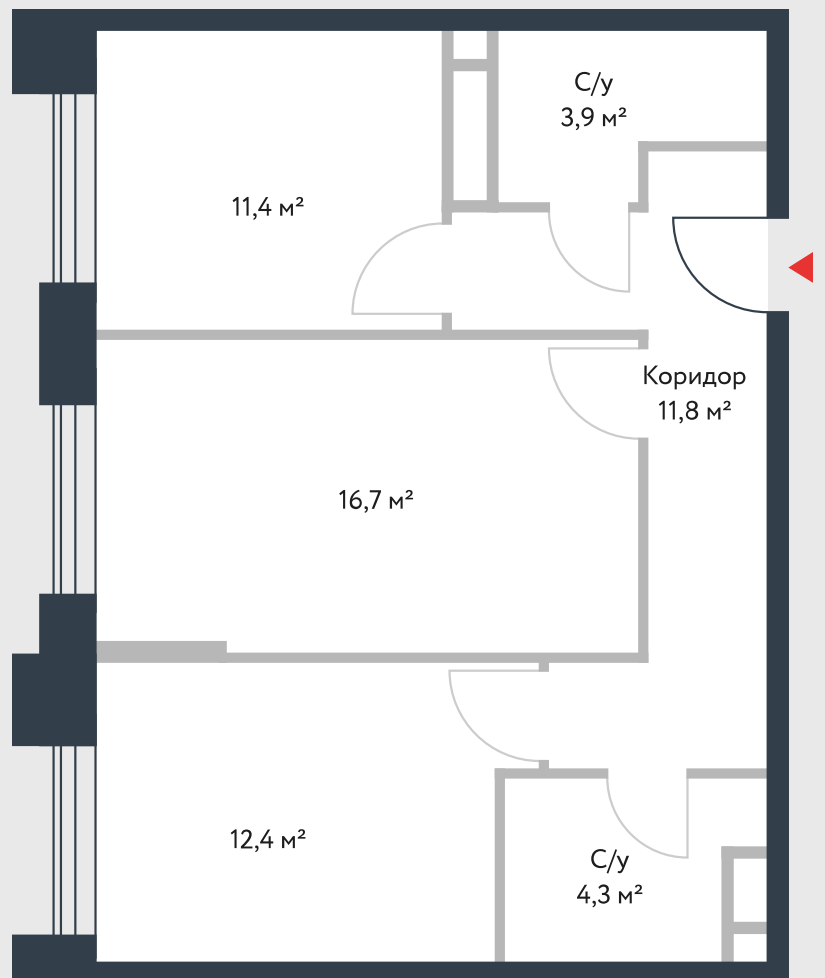 С/у
3,9 м²
11,4 м²
Коридор
11,8 м²
16,7 м²
12,4 м²
С/у
4,3 м²